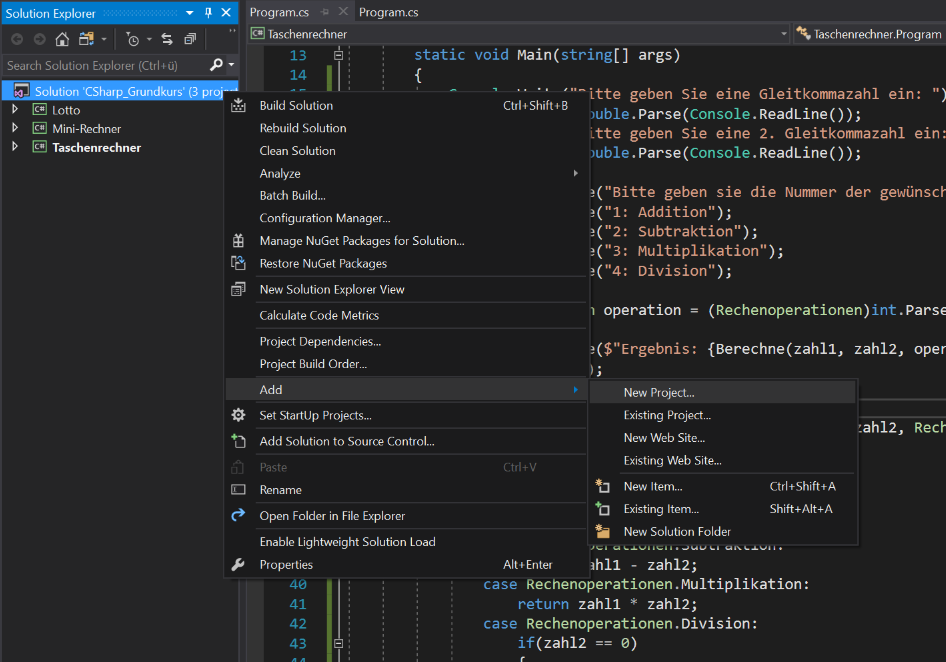 Solution Explorer
Search Solution Explorer (Ctrl+ü)
Solution 'CSharp_Grundkurs' (3 proje
Lotto
Mini-Rechner
Taschenrechner
Program.cs Program.cs
Taschenrechner Taschenrechner.Program
13 static void Main(string[] args)
14 {
"Bitte geben Sie eine Gleitkommazahl ein: ")
ouble.Parse(Console.ReadLine());
itte geben Sie eine 2. Gleitkommazahl ein:
ouble.Parse(Console.ReadLine());
e("Bitte geben sie die Nummer der gewünsch
e("1: Addition");
e("2: Subtraktion");
e("3: Multiplikation");
e("4: Division");
n operation = (Rechenoperationen)int.Parse
e($"Ergebnis: {Berechne(zahl1, zahl2, oper
);
zahl2, Rech
Build Solution Ctrl+Shift+B
Rebuild Solution
Clean Solution
Analyze
Batch Build...
Configuration Manager...
Manage NuGet Packages for Solution...
Restore NuGet Packages
New Solution Explorer View
Calculate Code Metrics
Project Dependencies...
Project Build Order...
Add
Set StartUp Projects...
Add Solution to Source Control...
Paste Ctrl+V
Rename
Open Folder in File Explorer
Enable Lightweight Solution Load
Properties Alt+Enter
New Project...
Existing Project...
New Web Site...
Existing Web Site...
New Item... Ctrl+Shift+A
Existing Item... Shift+Alt+A
New Solution Folder
ahl1 - zahl2;
40 case Rechenoperationen.Multiplikation:
41 return zahl1 * zahl2;
42 case Rechenoperationen.Division:
43 if(zahl2 == 0)